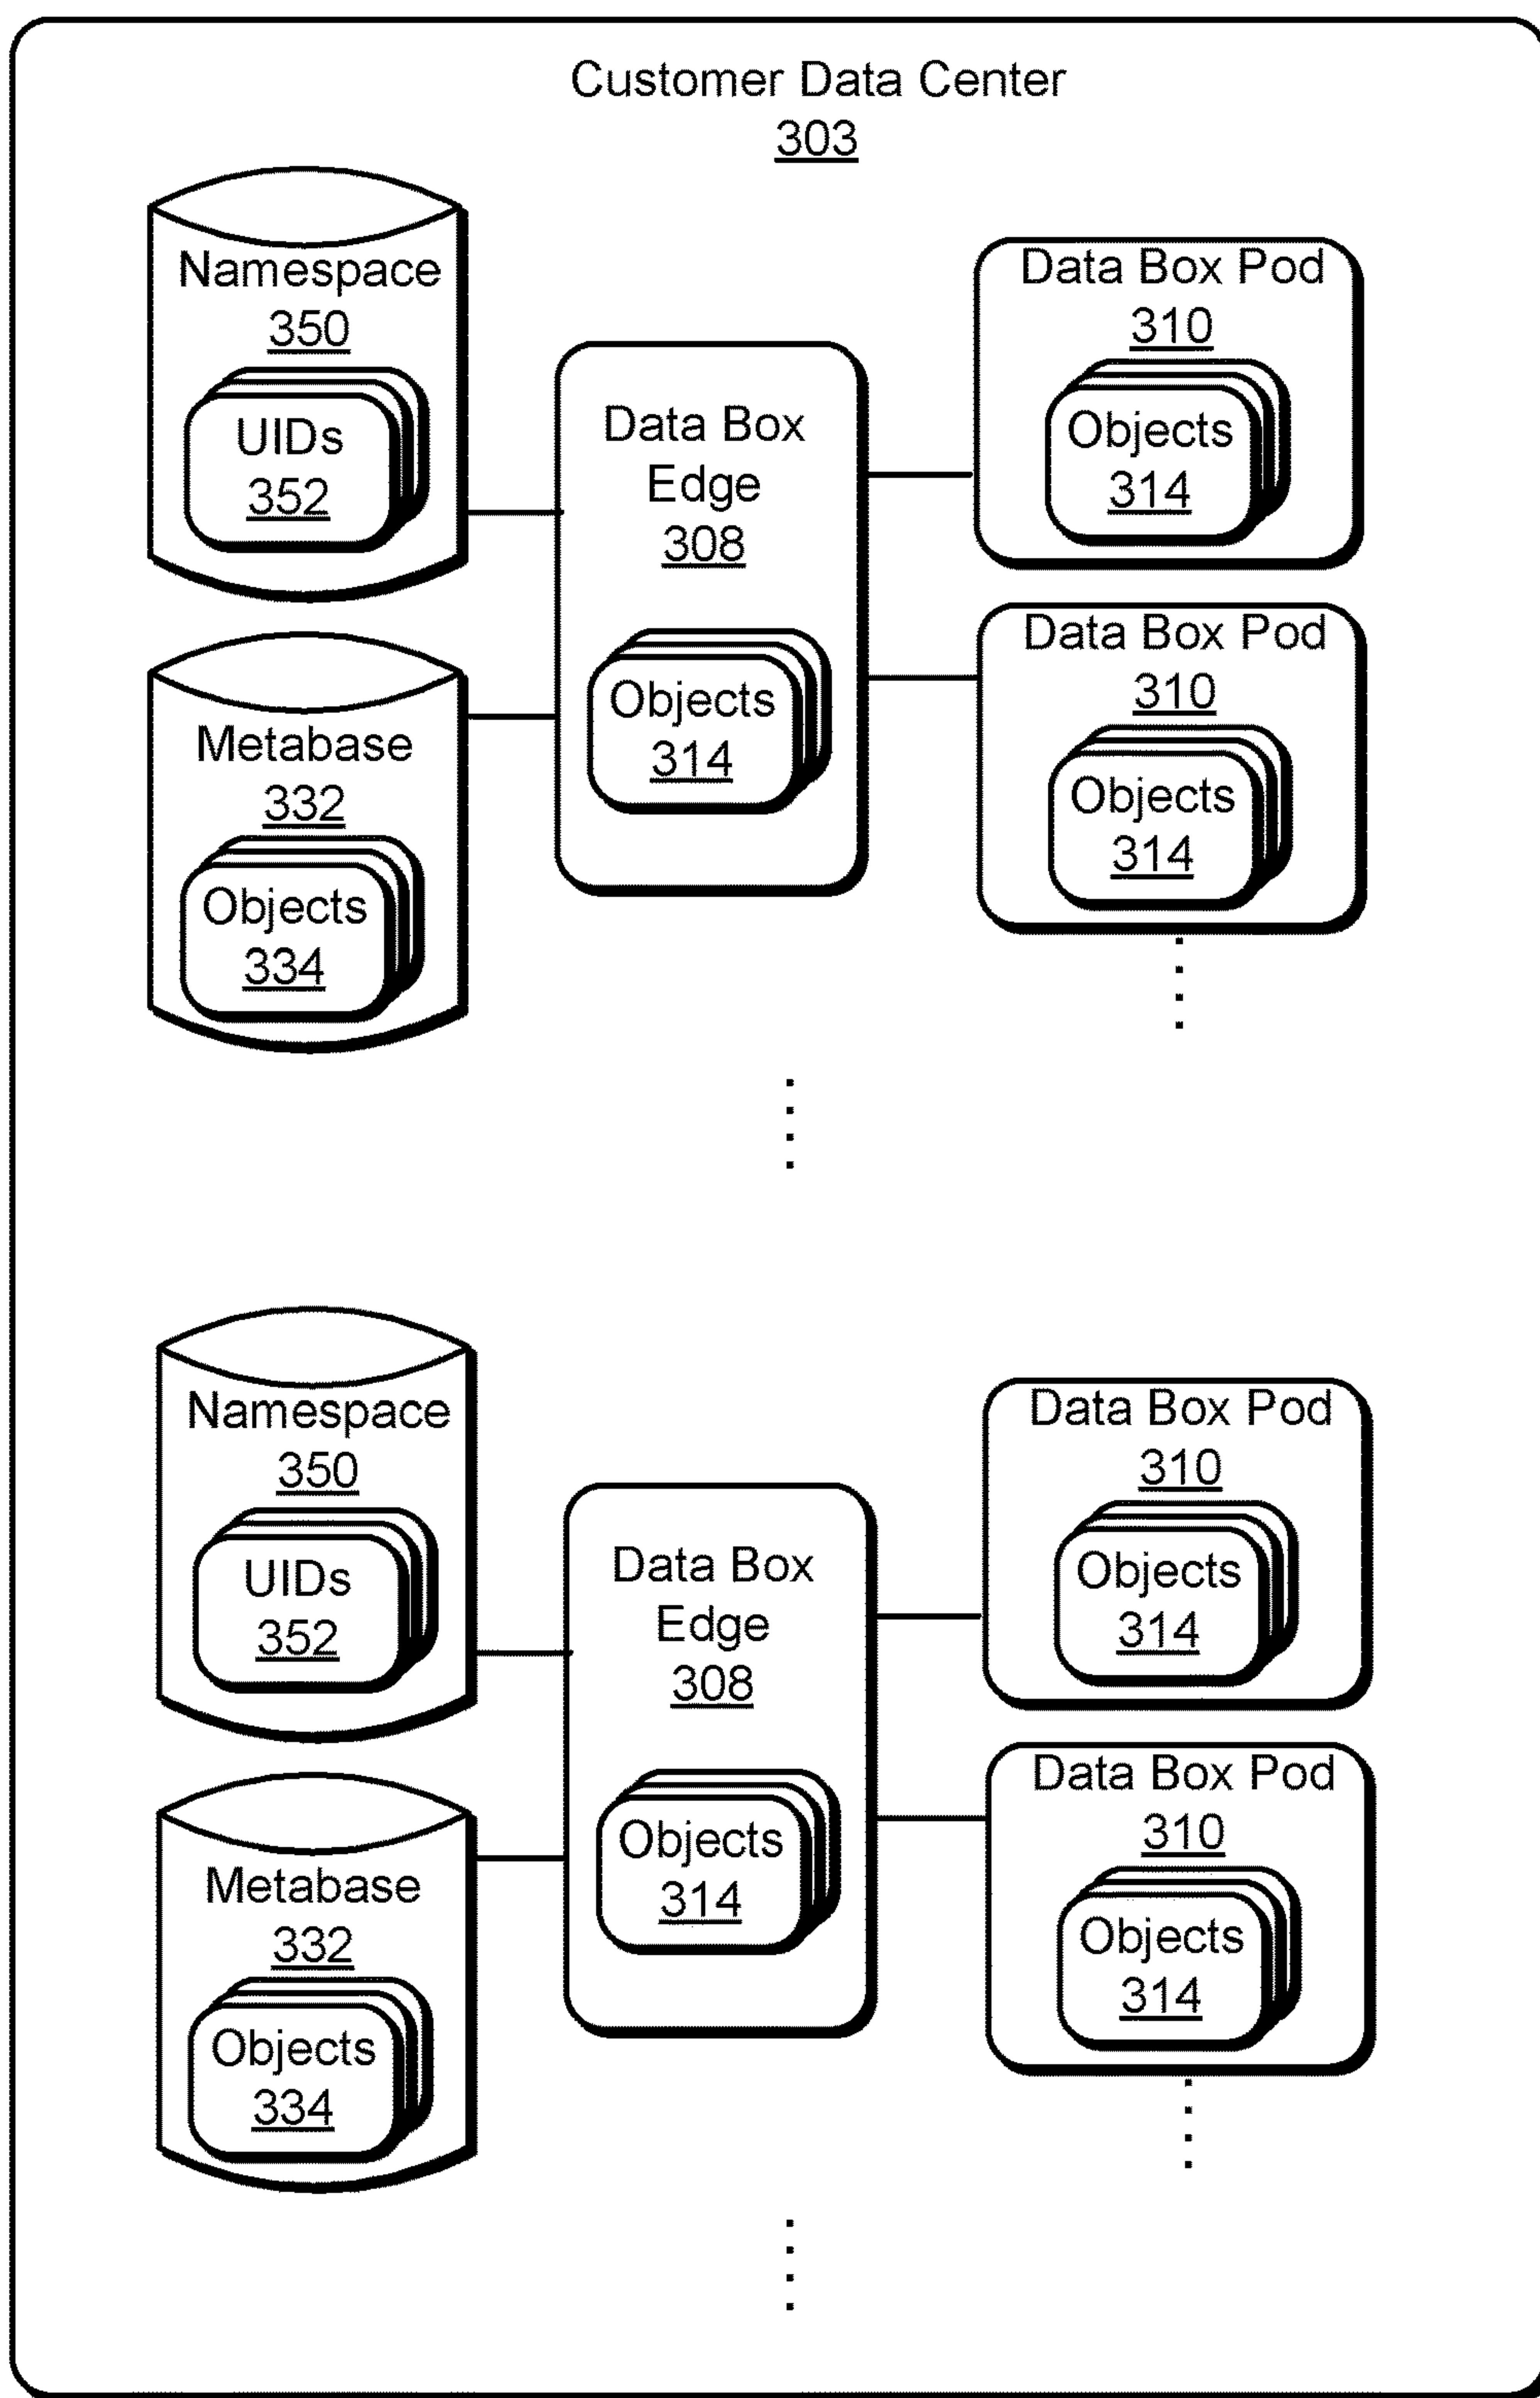 Customer Data Center
303
Namespace
350
UIDs
352
Metabase
332
Objects
334
Data Box
Edge
308
Objects
314
Data Box Pod
310
Objects
314
Data Box Pod
310
Objects
314
Namespace
350
UIDs
352
Metabase
332
Objects
334
Data Box
Edge
308
Objects
314
Data Box Pod
310
Objects
314
Data Box Pod
310
Objects
314